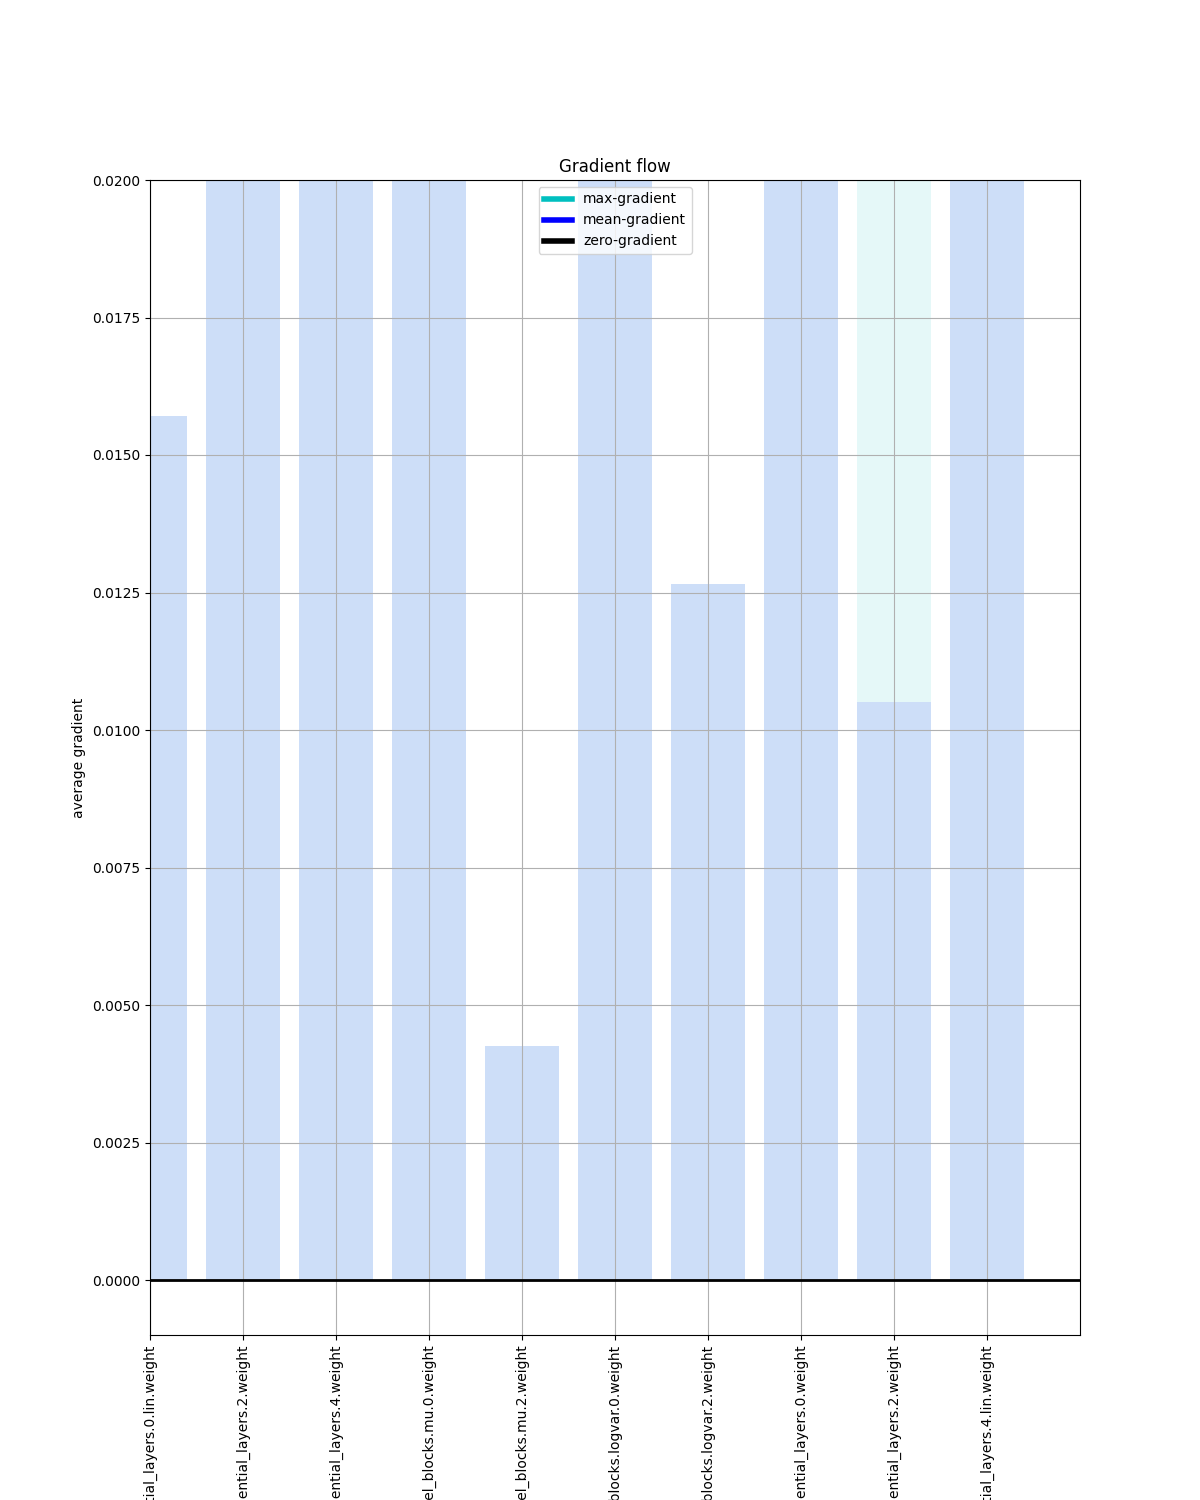 Gradient flow
max-gradient
mean-gradient
zero-gradient
0.0200
0.0175
0.0150
0.0125
0.0100
0.0075
0.0050
0.0025
0.0000
average gradient
tial_layers.0.lin.weight
ential_layers.2.weight
ential_layers.4.weight
el_blocks.mu.0.weight
el_blocks.mu.2.weight
blocks.logvar.0.weight
blocks.logvar.2.weight
ential_layers.0.weight
ential_layers.2.weight
tial_layers.4.lin.weight